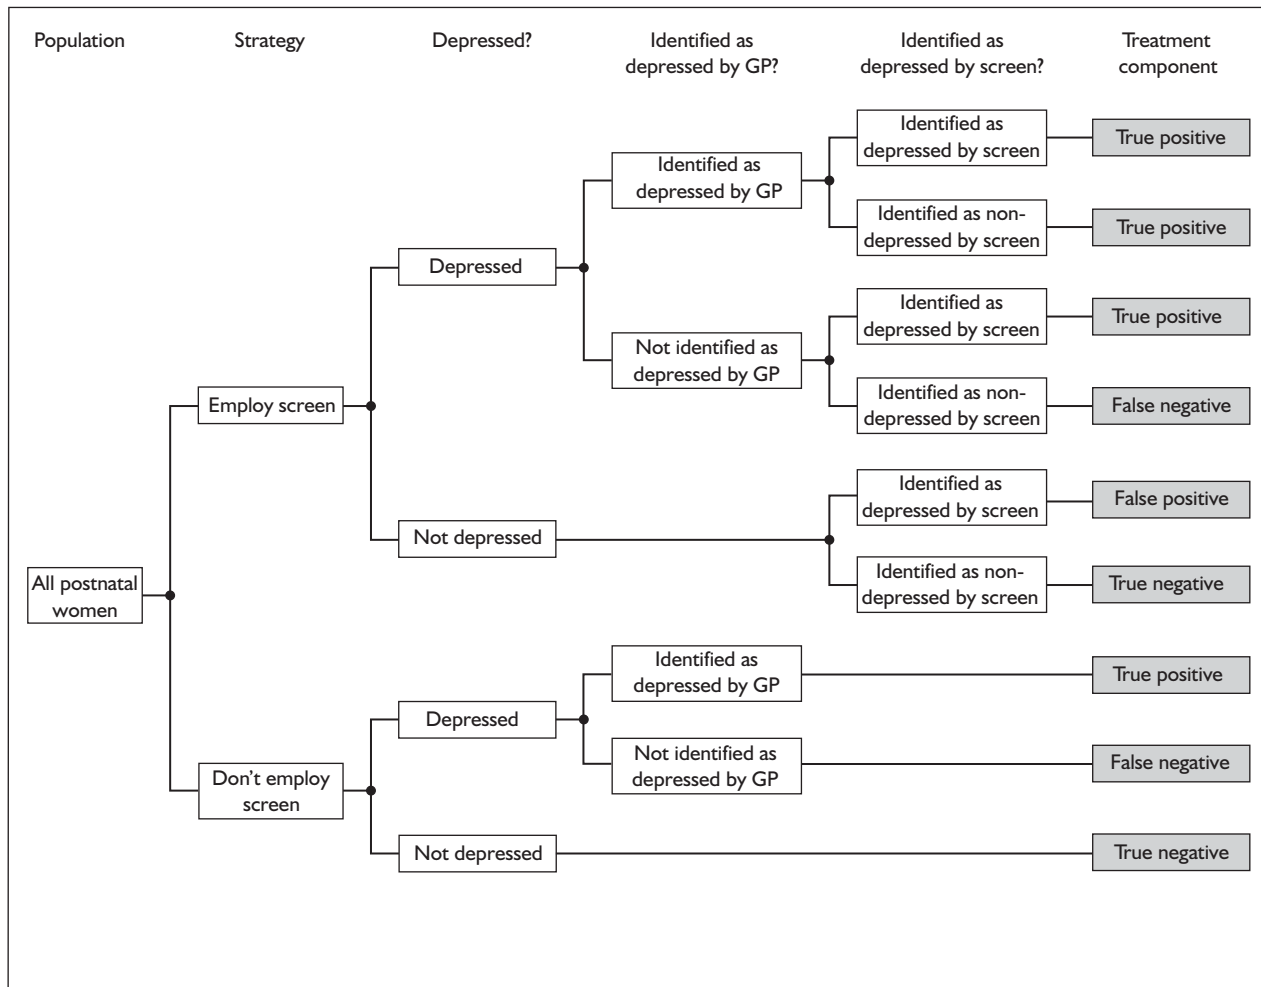 Population
Strategy
Depressed?
Identified as
depressed by GP?
Identified as
depressed by screen?
Treatment
component
All postnatal
women
Employ screen
Depressed
Identified as
depressed by GP
Identified as
depressed by screen
True positive
Identified as non-
depressed by screen
True positive
Not identified as
depressed by GP
Identified as
depressed by screen
True positive
Identified as non-
depressed by screen
False negative
Not depressed
Identified as
depressed by screen
False positive
Identified as non-
depressed by screen
True negative
Don't employ
screen
Depressed
Identified as
depressed by GP
True positive
Not identified as
depressed by GP
False negative
Not depressed
True negative